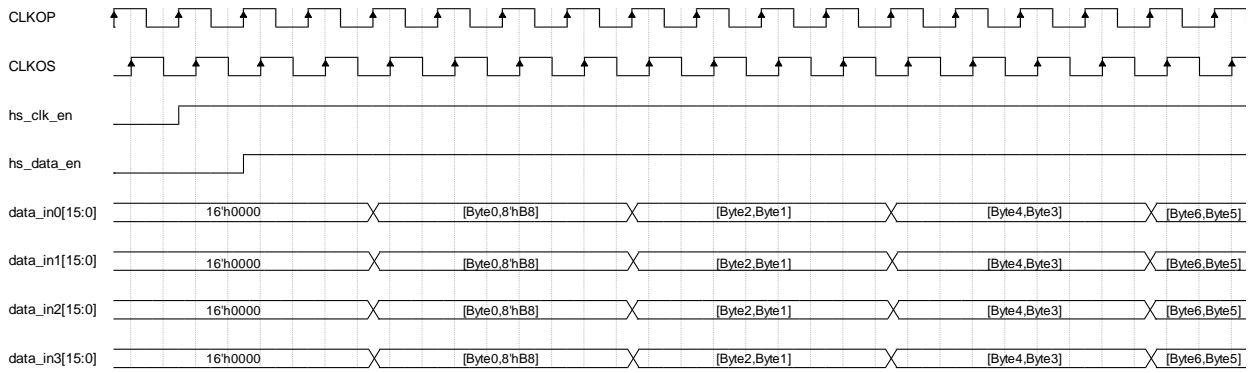 CLKOP
CLKOS
hs_clk_en
hs_data_en
data_in0[15:0] 16'h0000 [Byte0,8'hB8] [Byte2,Byte1] [Byte4,Byte3] [Byte6,Byte5]
data_in1[15:0] 16'h0000 [Byte0,8'hB8] [Byte2,Byte1] [Byte4,Byte3] [Byte6,Byte5]
data_in2[15:0] 16'h0000 [Byte0,8'hB8] [Byte2,Byte1] [Byte4,Byte3] [Byte6,Byte5]
data_in3[15:0] 16'h0000 [Byte0,8'hB8] [Byte2,Byte1] [Byte4,Byte3] [Byte6,Byte5]